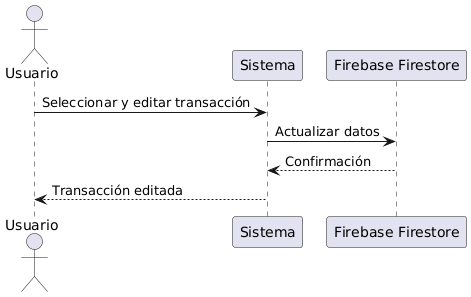 Usuario
Sistema
Firebase Firestore
Seleccionar y editar transacción
Actualizar datos
Confirmación
Transacción editada
Usuario
Sistema
Firebase Firestore